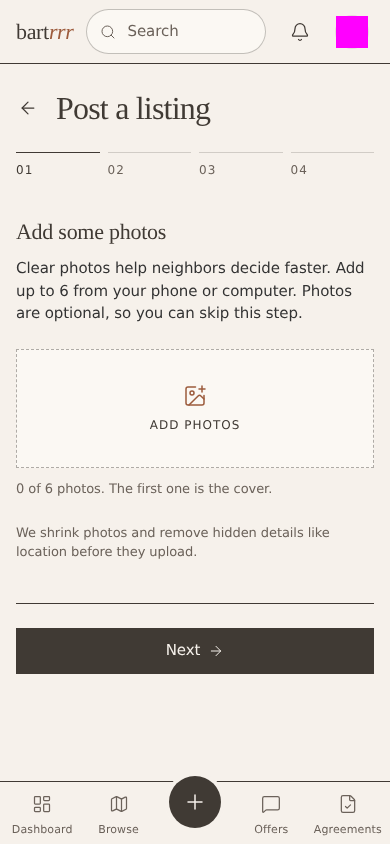 bartrrr
Search
Post a listing
01
02
03
04
Add some photos
Clear photos help neighbors decide faster. Add
up to 6 from your phone or computer. Photos
are optional, so you can skip this step.
ADD PHOTOS
0 of 6 photos. The first one is the cover.
We shrink photos and remove hidden details like
location before they upload.
Next
Dashboard
Browse
Offers
Agreements